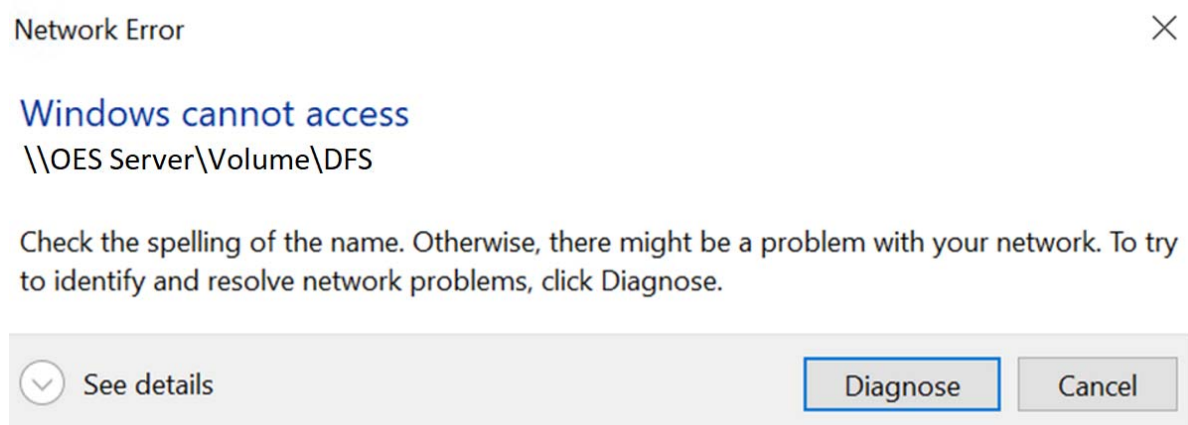 Network Error
Windows cannot access
\\OES Server\Volume\DFS
Check the spelling of the name. Otherwise, there might be a problem with your network. To try
to identify and resolve network problems, click Diagnose.
See details
Diagnose
Cancel